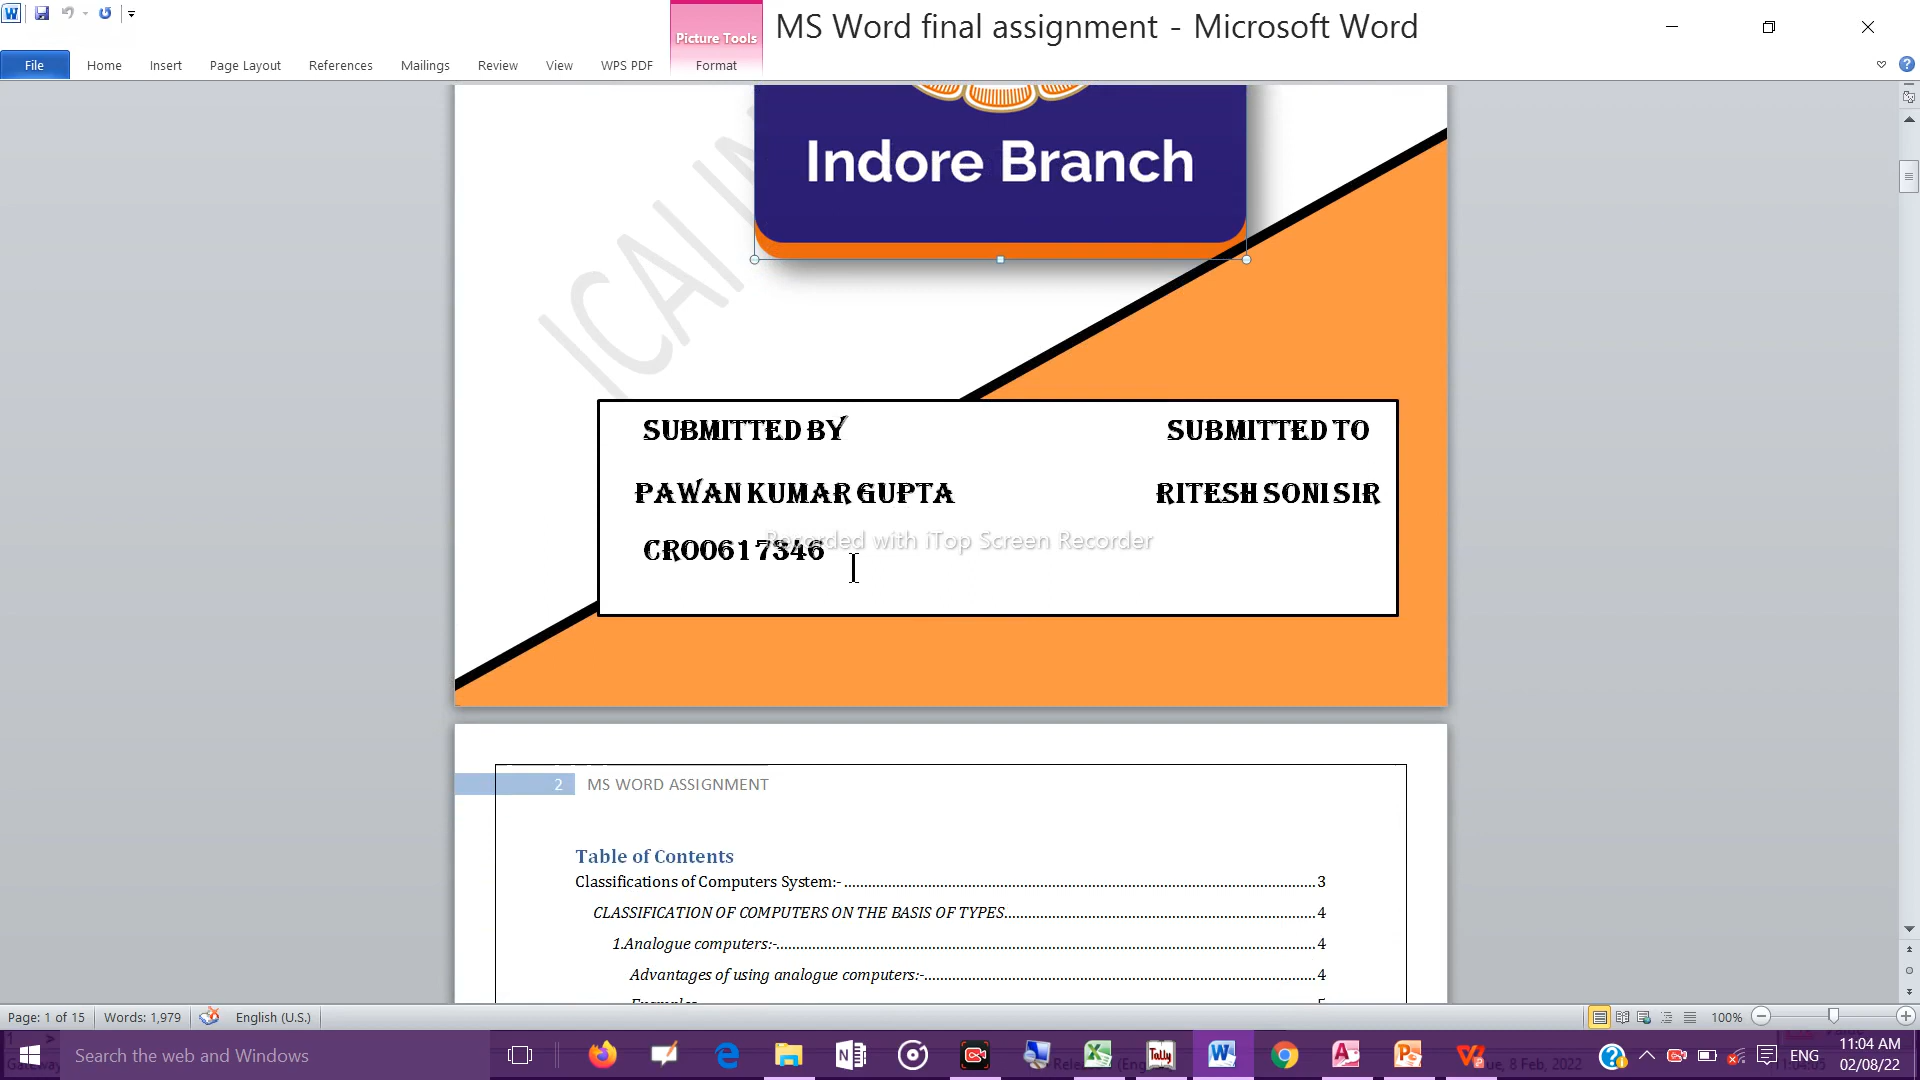 MS Word final assignment - Microsoft Word
Picture Tools
File Home Insert Page Layout References Mailings Review View WPS PDF Format
Indore Branch
ICAI IN
SUBMITTED BY SUBMITTED TO
PAWAN KUMAR GUPTA RITESH SONI SIR
Recorded with iTop Screen Recorder
CRO0617346
2 MS WORD ASSIGNMENT
Table of Contents
Classifications of Computers System:- 3
CLASSIFICATION OF COMPUTERS ON THE BASIS OF TYPES 4
1.Analogue computers:- 4
Advantages of using analogue computers:- 4
Page: 1 of 15 Words: 1,979 English (U.S.) 100%
Search the web and Windows
Tally
ENG
11:04 AM
02/08/22